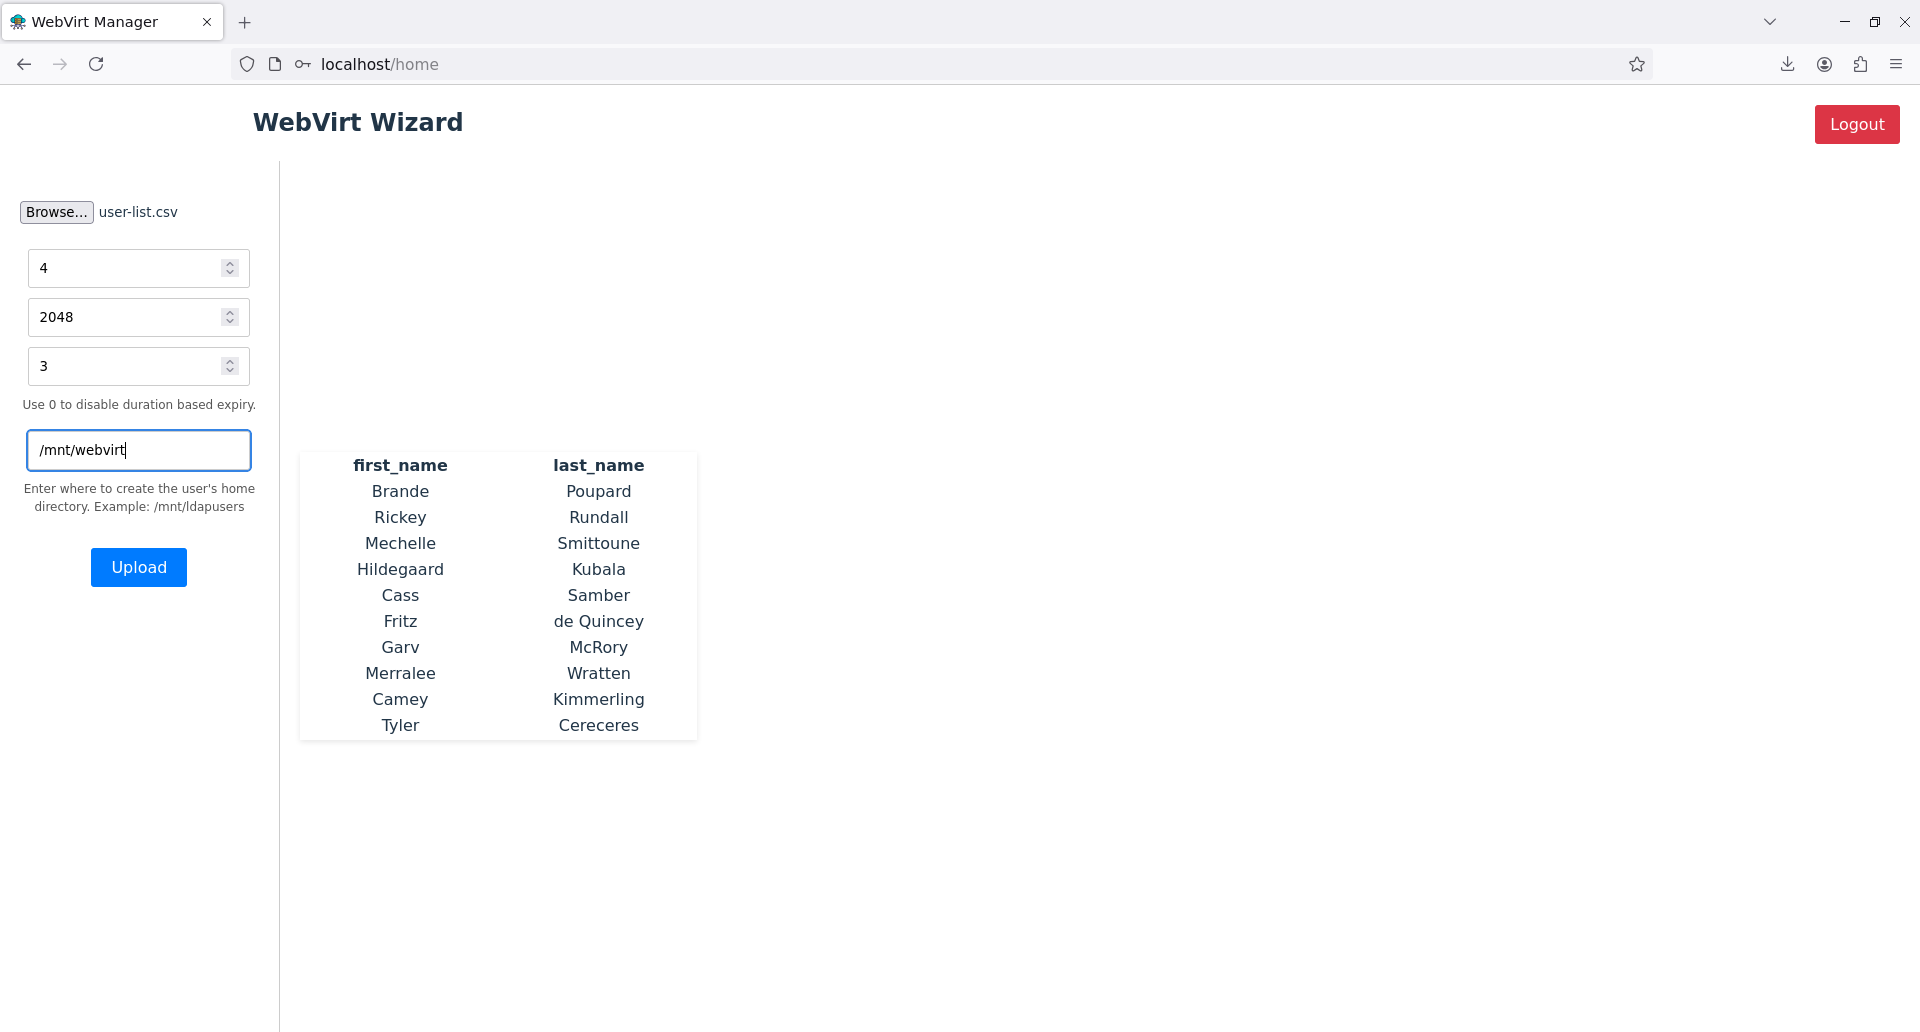 WebVirt Manager
localhost/home
WebVirt Wizard
Logout
Browse... user-list.csv
4
2048
3
Use 0 to disable duration based expiry.
/mnt/webvirt
Enter where to create the user's home
directory. Example: /mnt/ldapusers
Upload
first_name last_name
Brande Poupard
Rickey Rundall
Mechelle Smittoune
Hildegaard Kubala
Cass Samber
Fritz de Quincey
Garv McRory
Merralee Wratten
Camey Kimmerling
Tyler Cereceres